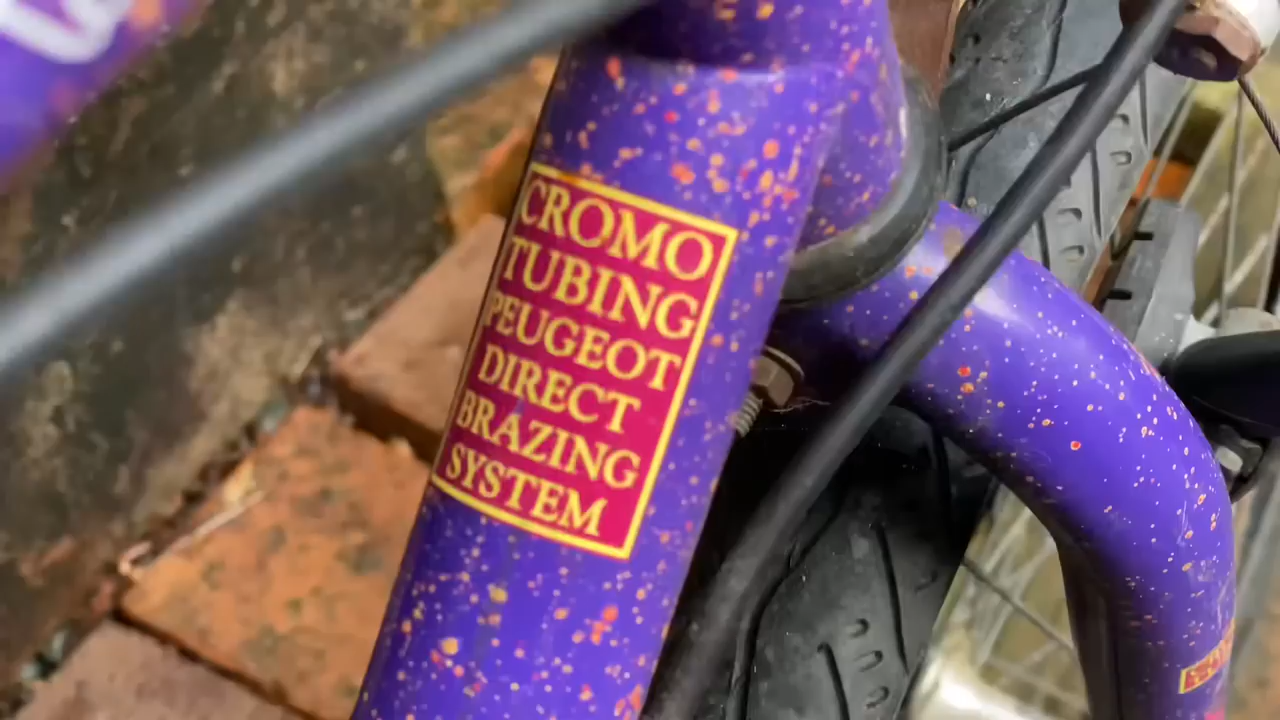 CROMO
TUBING
PEUGEOT
DIRECT
BRAZING
SYSTEM